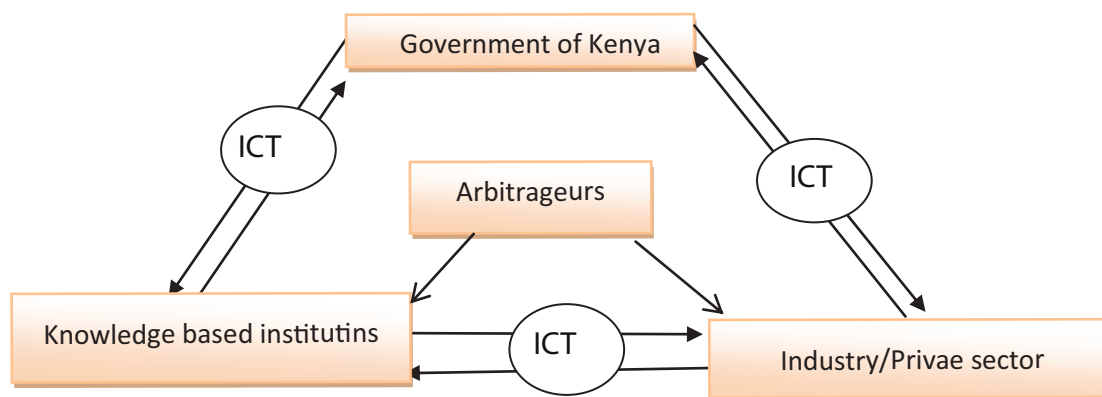 Government of Kenya
ICT
ICT
Arbitrageurs
Knowledge based institutins
ICT
Industry/Privae sector